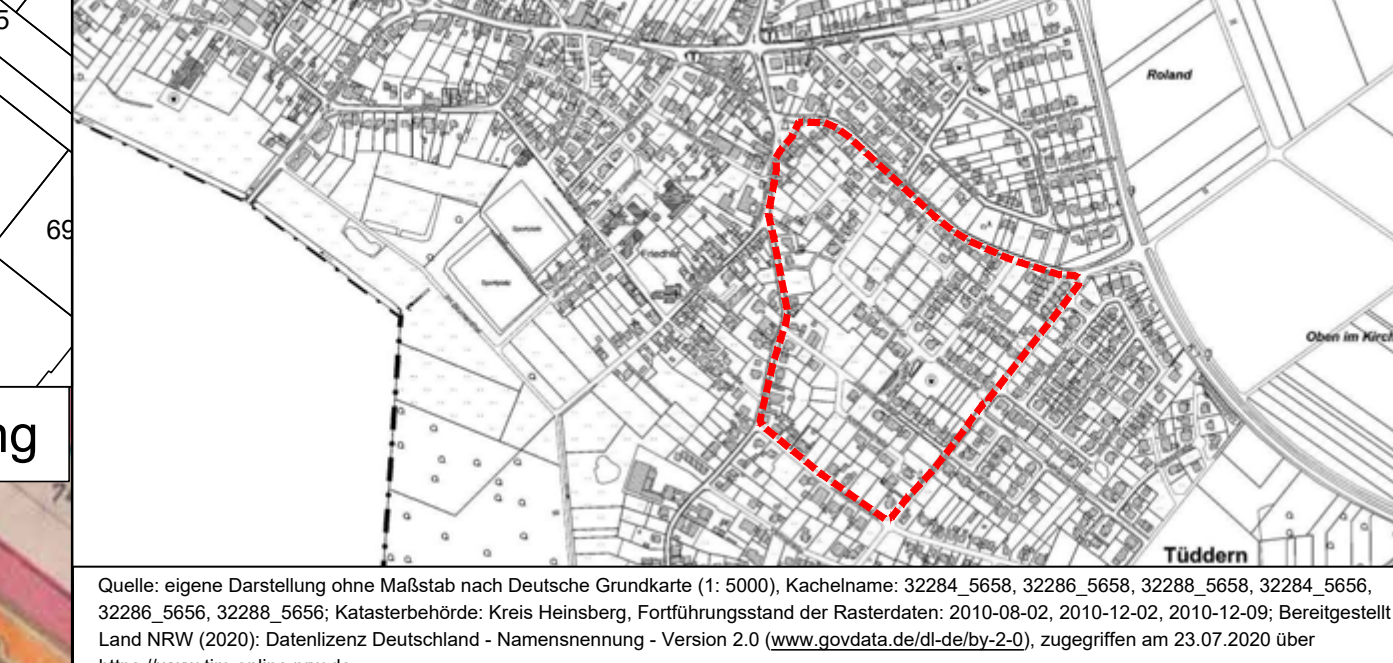 5
Roland
69
Sportplatz
Friedhof
Sportplatz
Oben im Kirch
ng
Tüddern
Quelle: eigene Darstellung ohne Maßstab nach Deutsche Grundkarte (1: 5000), Kachelname: 32284_5658, 32286_5658, 32288_5658, 32284_5656,
32286_5656, 32288_5656; Katasterbehörde: Kreis Heinsberg, Fortführungsstand der Rasterdaten: 2010-08-02, 2010-12-02, 2010-12-09; Bereitgestellt
Land NRW (2020): Datenlizenz Deutschland - Namensnennung - Version 2.0 (www.govdata.de/dl-de/by-2-0), zugegriffen am 23.07.2020 über